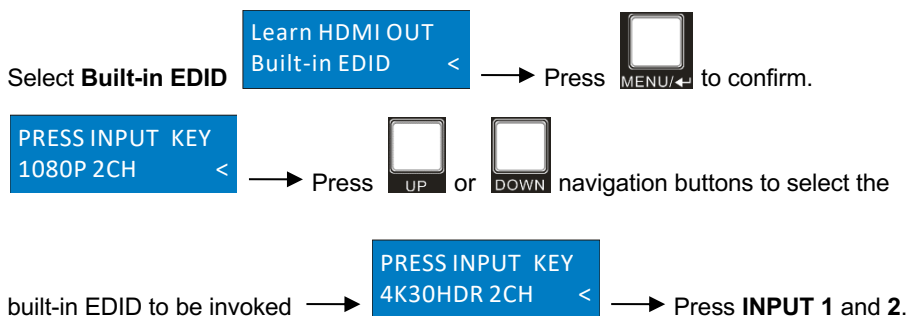 Learn HDMI OUT
Select Built-in EDID Built-in EDID < Press MENU/↵ to confirm.
PRESS INPUT KEY
1080P 2CH < Press UP or DOWN navigation buttons to select the
PRESS INPUT KEY
built-in EDID to be invoked 4K30HDR 2CH < Press INPUT 1 and 2.